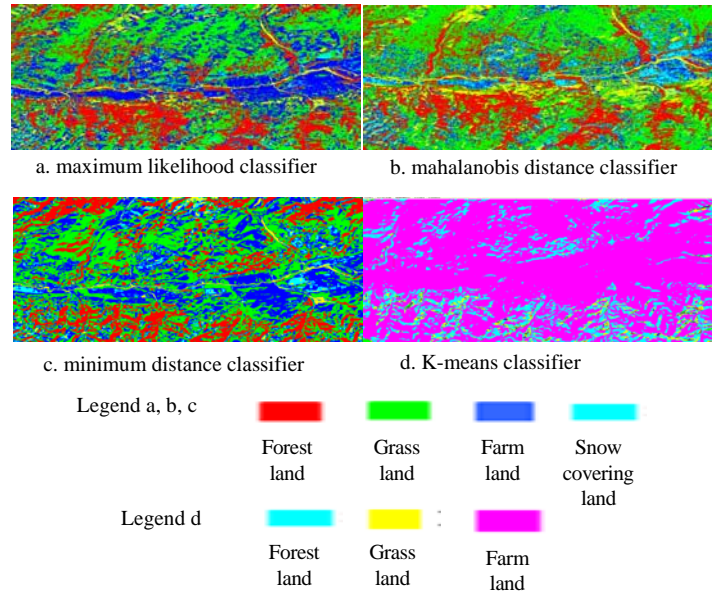 a. maximum likelihood classifier
b. mahalanobis distance classifier
c. minimum distance classifier
d. K-means classifier
Legend a, b, c
Forest
land
Grass
land
Farm
land
Snow
covering
land
Legend d
Forest
land
Grass
land
Farm
land